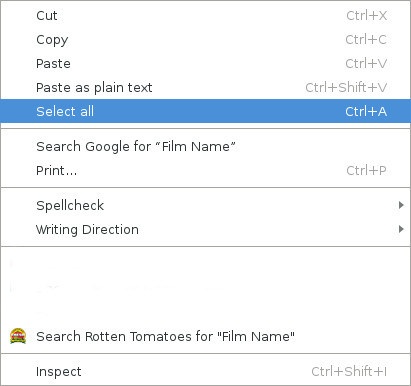 Cut Ctrl+X
Copy Ctrl+C
Paste Ctrl+V
Paste as plain text Ctrl+Shift+V
Select all Ctrl+A
Search Google for “Film Name”
Print... Ctrl+P
Spellcheck
Writing Direction
Search Rotten Tomatoes for "Film Name"
Inspect Ctrl+Shift+I